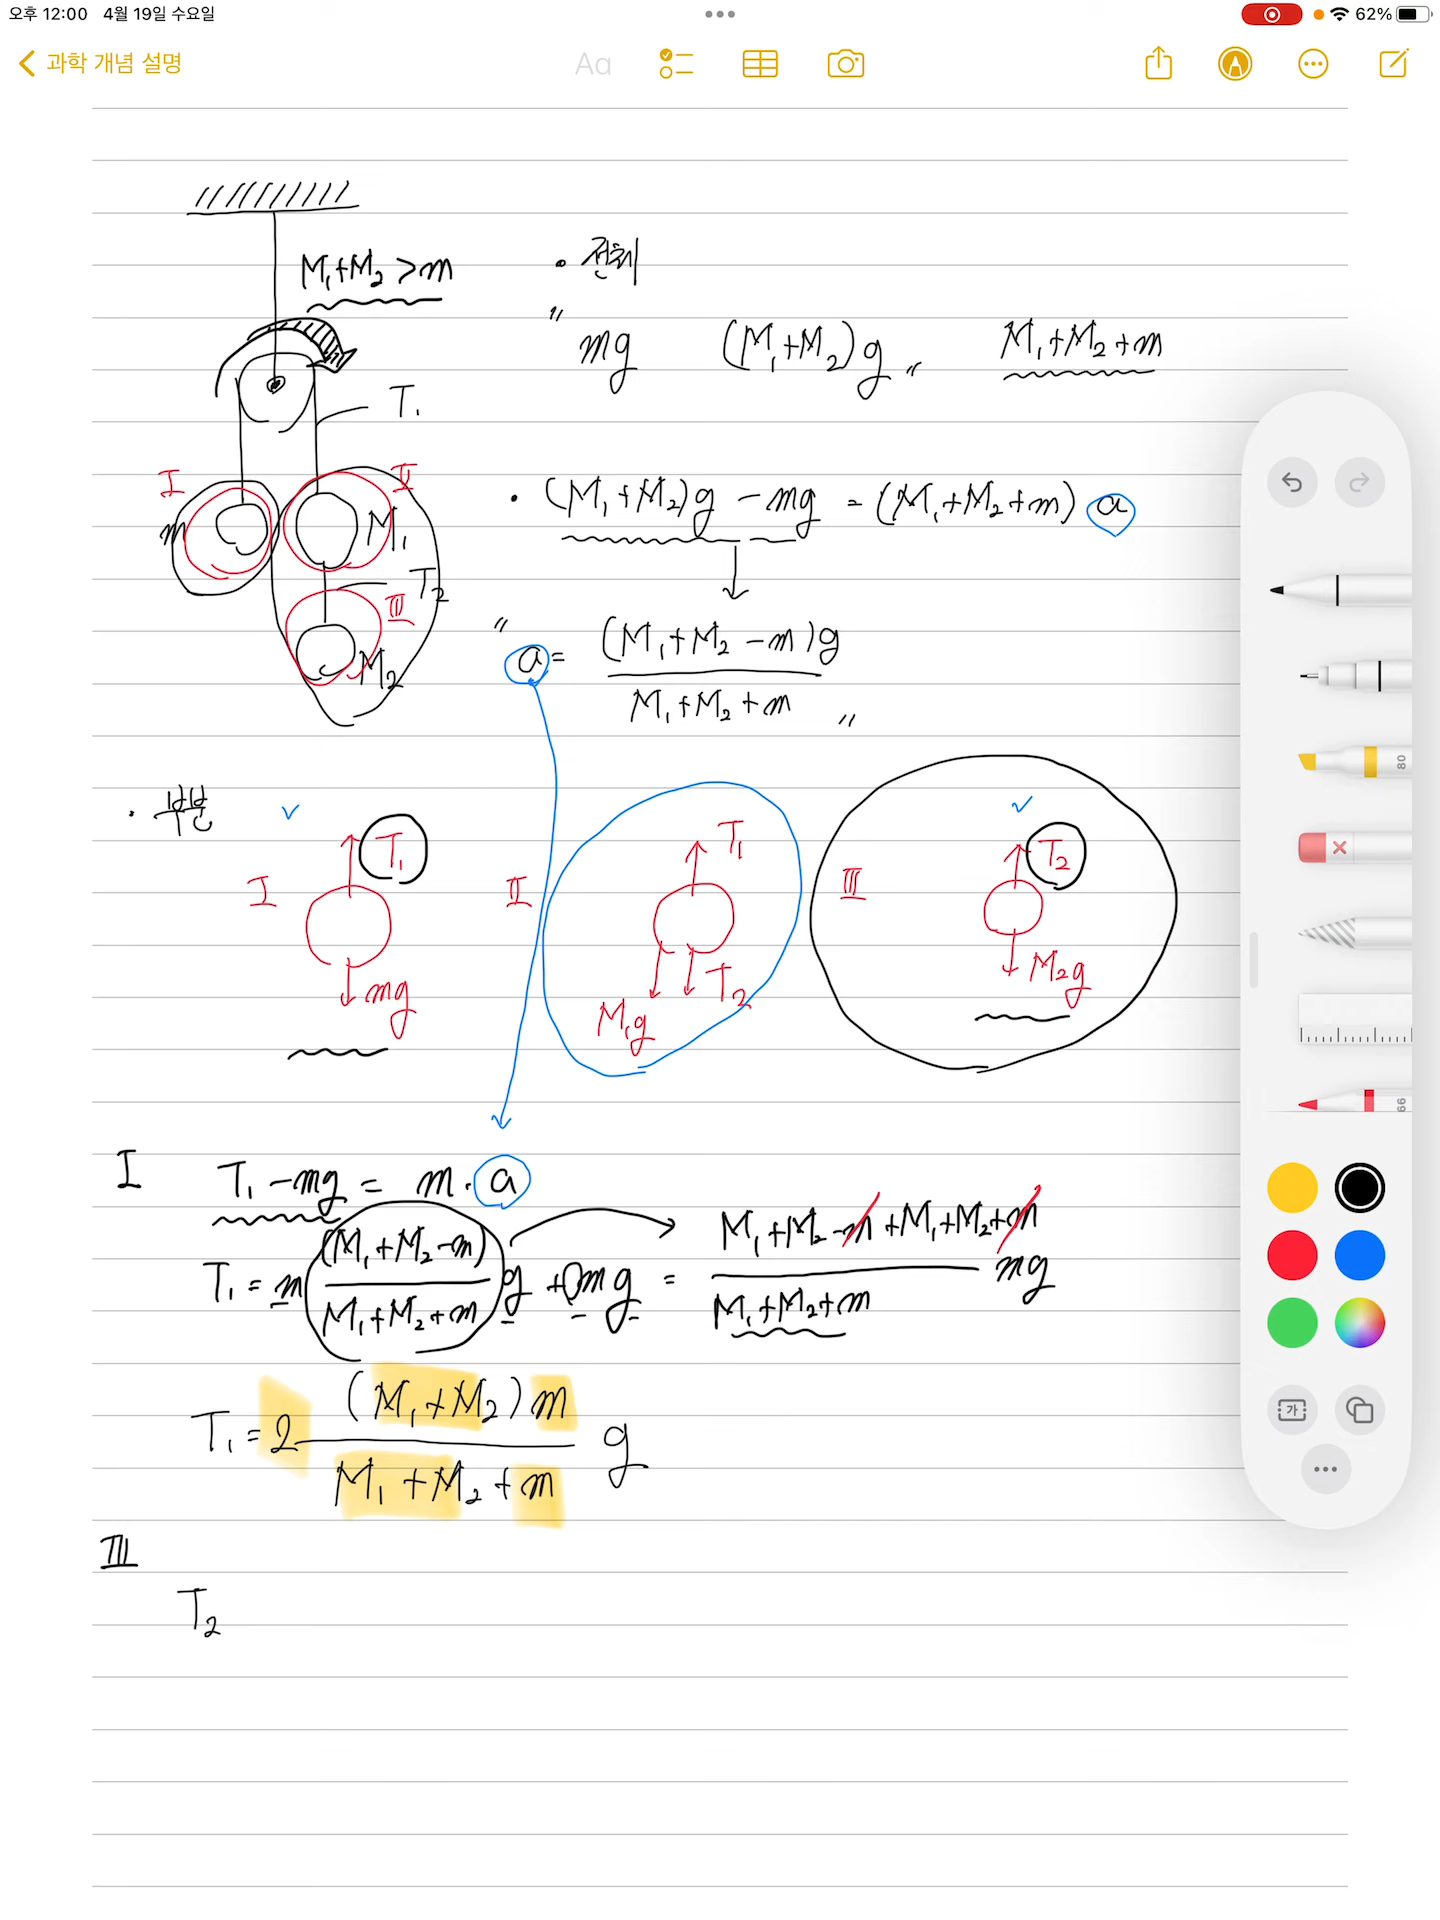 오후 12:00 4월 19일 수요일
62%
과학 개념 설명
Aa
M₁+M₂ >m
• 전체
" mg (M₁+M₂)g " M₁+M₂+m
T₁
I
II
m
M₁
• (M₁+M₂)g -mg = (M₁+M₂+m) a
T₂
III
M₂
" a= (M₁+M₂-m)g
M₁+M₂+m "
80
• 부분
T₁
T₁
T₂
I
II
III
mg
M₁g
T₂
M₂g
66
I T₁-mg = m·a
T₁ = m (M₁+M₂-m) / M₁+M₂+m g + mg = M₁+M₂-m+M₁+M₂+m / M₁+M₂+m mg
T₁ = 2 (M₁+M₂)m / M₁+M₂+m g
가
III
T₂